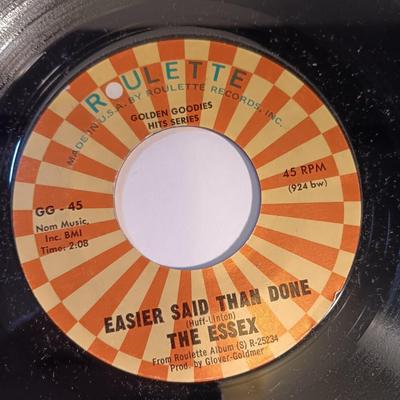 ROULETTE
MADE IN U.S.A. BY ROULETTE RECORDS, INC.
GOLDEN GOODIES
HITS SERIES
GG - 45
Nom Music,
Inc. BMI
Time: 2:08
45 RPM
(924 bw)
EASIER SAID THAN DONE
(Huff-Linton)
THE ESSEX
From Roulette Album (S) R-25234
Prod. by Glover-Goldmer